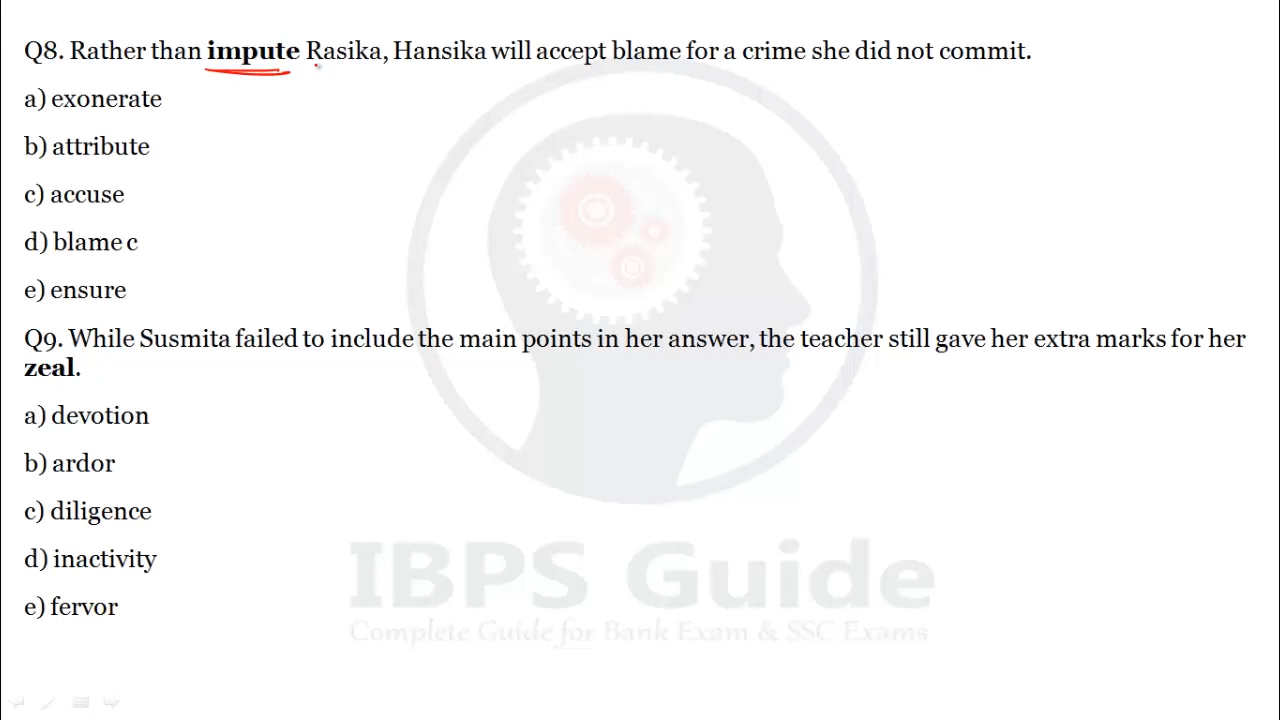 Q8. Rather than impute Rasika, Hansika will accept blame for a crime she did not commit.
a) exonerate
b) attribute
c) accuse
d) blame c
e) ensure
Q9. While Susmita failed to include the main points in her answer, the teacher still gave her extra marks for her
zeal.
a) devotion
b) ardor
c) diligence
d) inactivity
e) fervor
IBPS Guide
Complete Guide for Bank Exam & SSC Exams